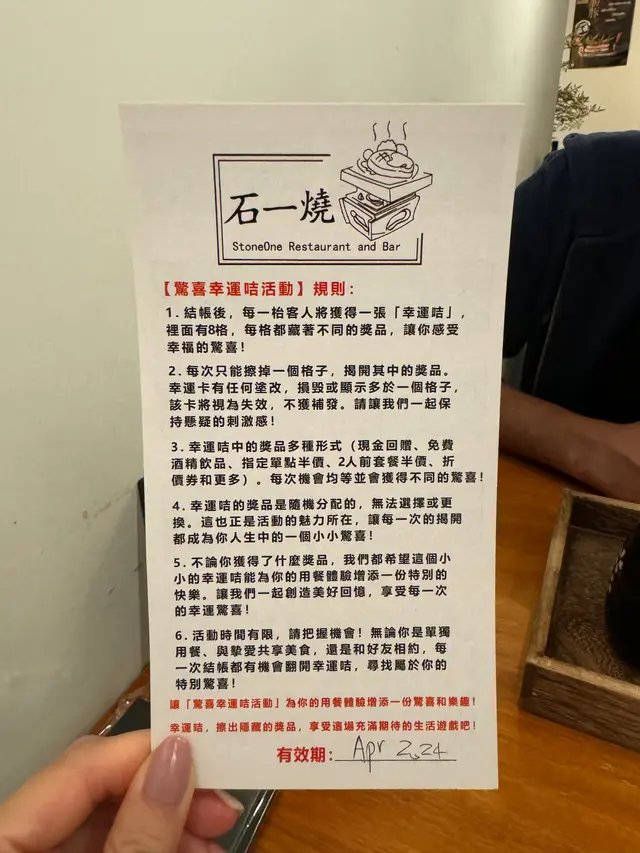 石一燒
StoneOne Restaurant and Bar
【驚喜幸運咭活動】規則：
1. 結帳後，每一枱客人將獲得一張「幸運咭」，
裡面有8格，每格都藏著不同的獎品，讓你感受
幸福的驚喜！
2. 每次只能擦掉一個格子，揭開其中的獎品。
幸運卡有任何塗改，損毀或顯示多於一個格子，
該卡將視為失效，不獲補發。請讓我們一起保
持懸疑的刺激感！
3. 幸運咭中的獎品多種形式（現金回贈、免費
酒精飲品、指定單點半價、2人前套餐半價、折
價券和更多）。每次機會均等並會獲得不同的驚喜！
4. 幸運咭的獎品是隨機分配的，無法選擇或更
換。這也正是活動的魅力所在，讓每一次的揭開
都成為你人生中的一個小小驚喜！
5. 不論你獲得了什麼獎品，我們都希望這個小
小的幸運咭能為你的用餐體驗增添一份特別的
快樂。讓我們一起創造美好回憶，享受每一次
的幸運驚喜！
6. 活動時間有限，請把握機會！無論你是單獨
用餐、與摯愛共享美食，還是和好友相約，每
一次結帳都有機會翻開幸運咭，尋找屬於你的
特別驚喜！
讓「驚喜幸運咭活動」為你的用餐體驗增添一份驚喜和樂趣！
幸運咭，擦出隱藏的獎品，享受這場充滿期待的生活遊戲吧！
有效期：Apr 2024